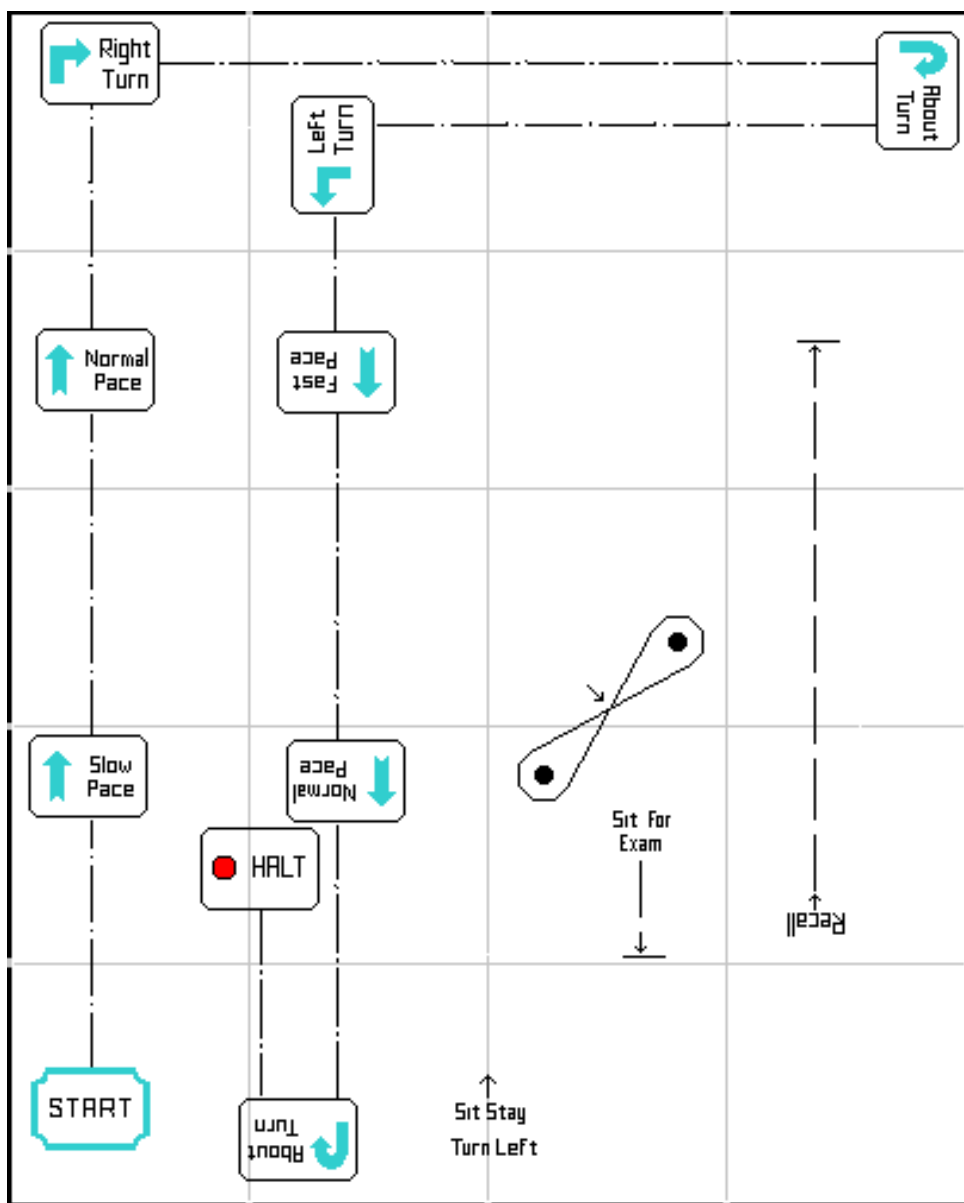 Right
Turn
About
Turn
Left
Turn
Normal
Pace
Fast
Pace
Slow
Pace
Normal
Pace
HALT
Sit For
Exam
Recall
START
About
Turn
Sit Stay
Turn Left